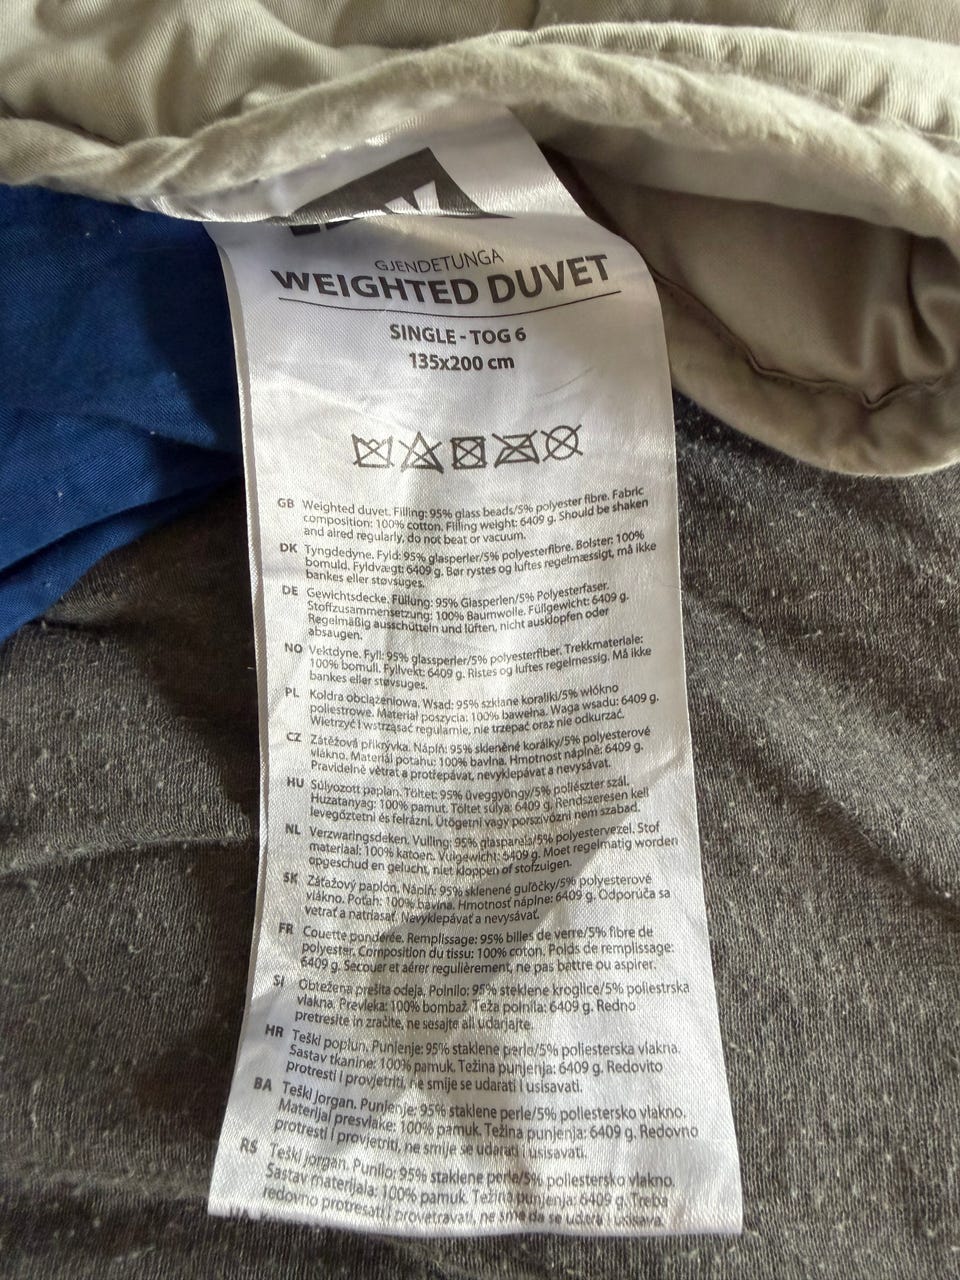 GJENDETUNGA
WEIGHTED DUVET
SINGLE - TOG 6
135x200 cm
GB Weighted duvet. Filling: 95% glass beads/5% polyester fibre. Fabric
composition: 100% cotton. Filling weight: 6409 g. Should be shaken
and aired regularly, do not beat or vacuum.
DK Tyngdedyne. Fyld: 95% glasperler/5% polyesterfibre. Bolster: 100%
bomuld. Fyldvægt: 6409 g. Bør rystes og luftes regelmæssigt, må ikke
bankes eller støvsuges.
DE Gewichtsdecke. Füllung: 95% Glasperlen/5% Polyesterfaser.
Stoffzusammensetzung: 100% Baumwolle. Füllgewicht: 6409 g.
Regelmäßig ausschütteln und lüften, nicht ausklopfen oder
absaugen.
NO Vektdyne. Fyll: 95% glassperler/5% polyesterfiber. Trekkmateriale:
100% bomull. Fyllvekt: 6409 g. Ristes og luftes regelmessig. Må ikke
bankes eller støvsuges.
PL Kołdra obciążeniowa. Wsad: 95% szklane koraliki/5% włókno
poliestrowe. Materiał poszycia: 100% bawełna. Waga wsadu: 6409 g.
Wietrzyć i wstrząsać regularnie, nie trzepać oraz nie odkurzać.
CZ Zátěžová přikrývka. Náplň: 95% skleněné korálky/5% polyesterové
vlákno. Materiál potahu: 100% bavlna. Hmotnost náplně: 6409 g.
Pravidelně větrat a protřepávat, nevyklepávat a nevysávat.
HU Súlyozott paplan. Töltet: 95% üveggyöngy/5% poliészter szál.
Huzatanyag: 100% pamut. Töltet súlya: 6409 g. Rendszeresen kell
levegőztetni és felrázni. Ütögetni vagy porszívózni nem szabad.
NL Verzwaringsdeken. Vulling: 95% glasparels/5% polyestervezel. Stof
materiaal: 100% katoen. Vulgewicht: 6409 g. Moet regelmatig worden
opgeschud en gelucht, niet kloppen of stofzuigen.
SK Záťažový paplón. Náplň: 95% sklenené guľôčky/5% polyesterové
vlákno. Poťah: 100% bavlna. Hmotnosť náplne: 6409 g. Odporúča sa
vetrať a natriasať. Nevyklepávať a nevysávať.
FR Couette pondérée. Remplissage: 95% billes de verre/5% fibre de
polyester. Composition du tissu: 100% coton. Poids de remplissage:
6409 g. Secouer et aérer regulièrement, ne pas battre ou aspirer.
SI Obtežena prešita odeja. Polnilo: 95% steklene kroglice/5% poliestrska
vlakna. Prevleka: 100% bombaž. Teža polnila: 6409 g. Redno
pretresite in zračite, ne sesajte ali udarjajte.
HR Teški poplun. Punjenje: 95% staklene perle/5% poliesterska vlakna.
Sastav tkanine: 100% pamuk. Težina punjenja: 6409 g. Redovito
protresti i provjetriti, ne smije se udarati i usisavati.
BA Teški jorgan. Punjenje: 95% staklene perle/5% poliestersko vlakno.
Materijal presvlake: 100% pamuk. Težina punjenja: 6409 g. Redovno
protresti i provjetriti, ne smije se udarati i usisavati.
RS Teški jorgan. Punilo: 95% staklene perle/5% poliestersko vlakno.
Sastav materijala: 100% pamuk. Težina punjenja: 6409 g. Treba
redovno protresati i provetravati, ne sme da se udara i usisava.